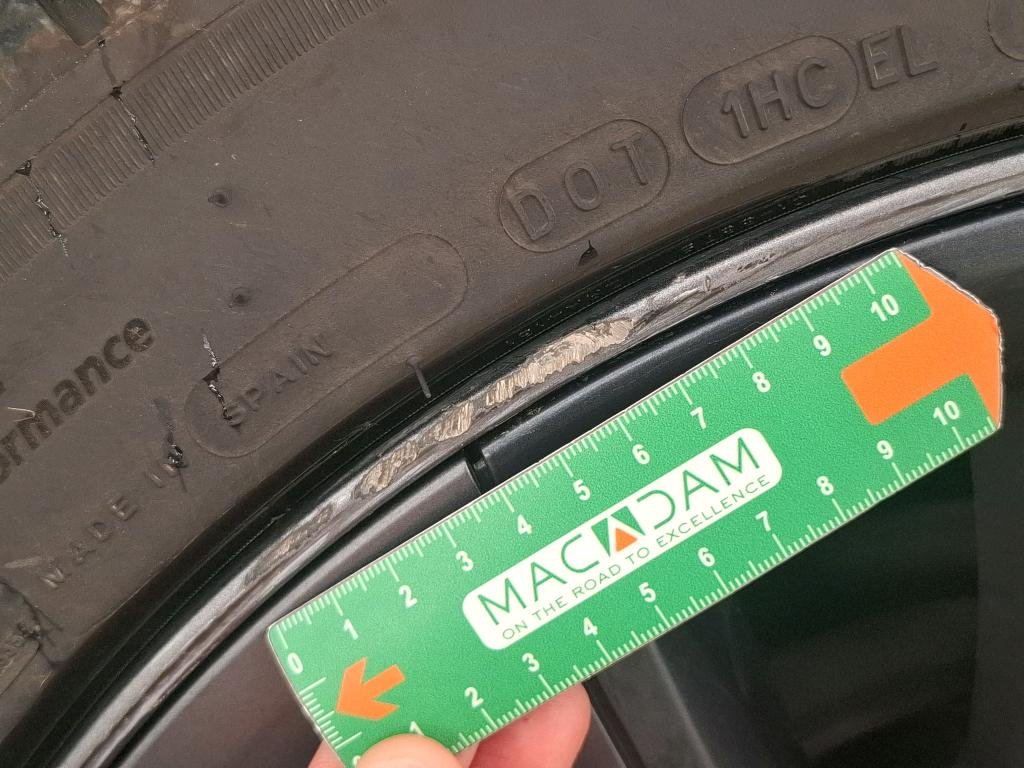 DOT 1HC EL
ormance
MADE IN SPAIN
0 1 2 3 4 5 6 7 8 9 10
MACADAM
ON THE ROAD TO EXCELLENCE
1 2 3 4 5 6 7 8 9 10